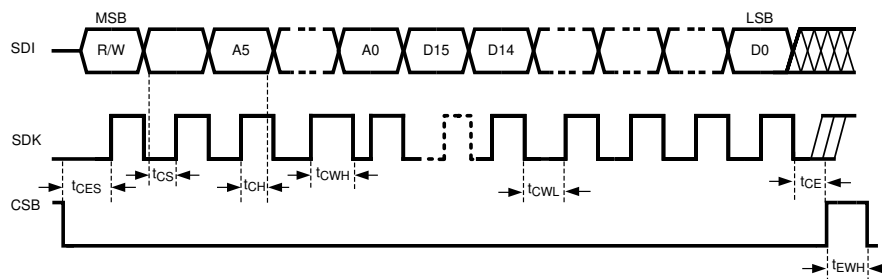 MSB LSB
SDI R/W A5 A0 D15 D14 D0
SDK
tCES tCS tCH tCWH tCWL tCE
CSB
tEWH